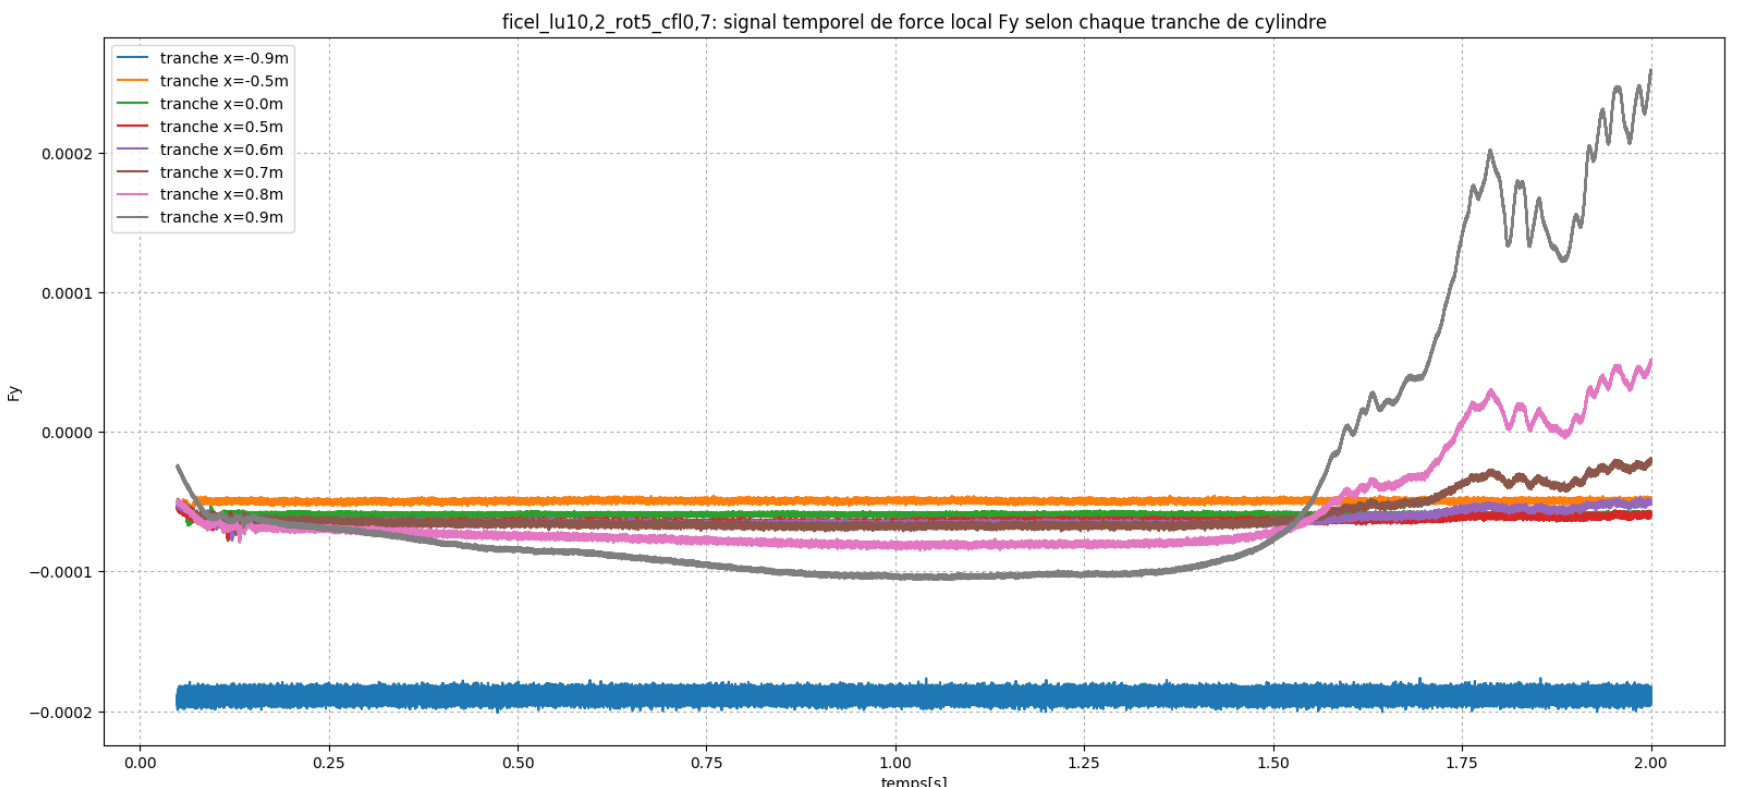 ficel_lu10,2_rot5_cfl0,7: signal temporel de force local Fy selon chaque tranche de cylindre
tranche x=-0.9m
tranche x=-0.5m
tranche x=0.0m
tranche x=0.5m
tranche x=0.6m
tranche x=0.7m
tranche x=0.8m
tranche x=0.9m
Fy
0.0002
0.0001
0.0000
−0.0001
−0.0002
0.00 0.25 0.50 0.75 1.00 1.25 1.50 1.75 2.00
temps[s]